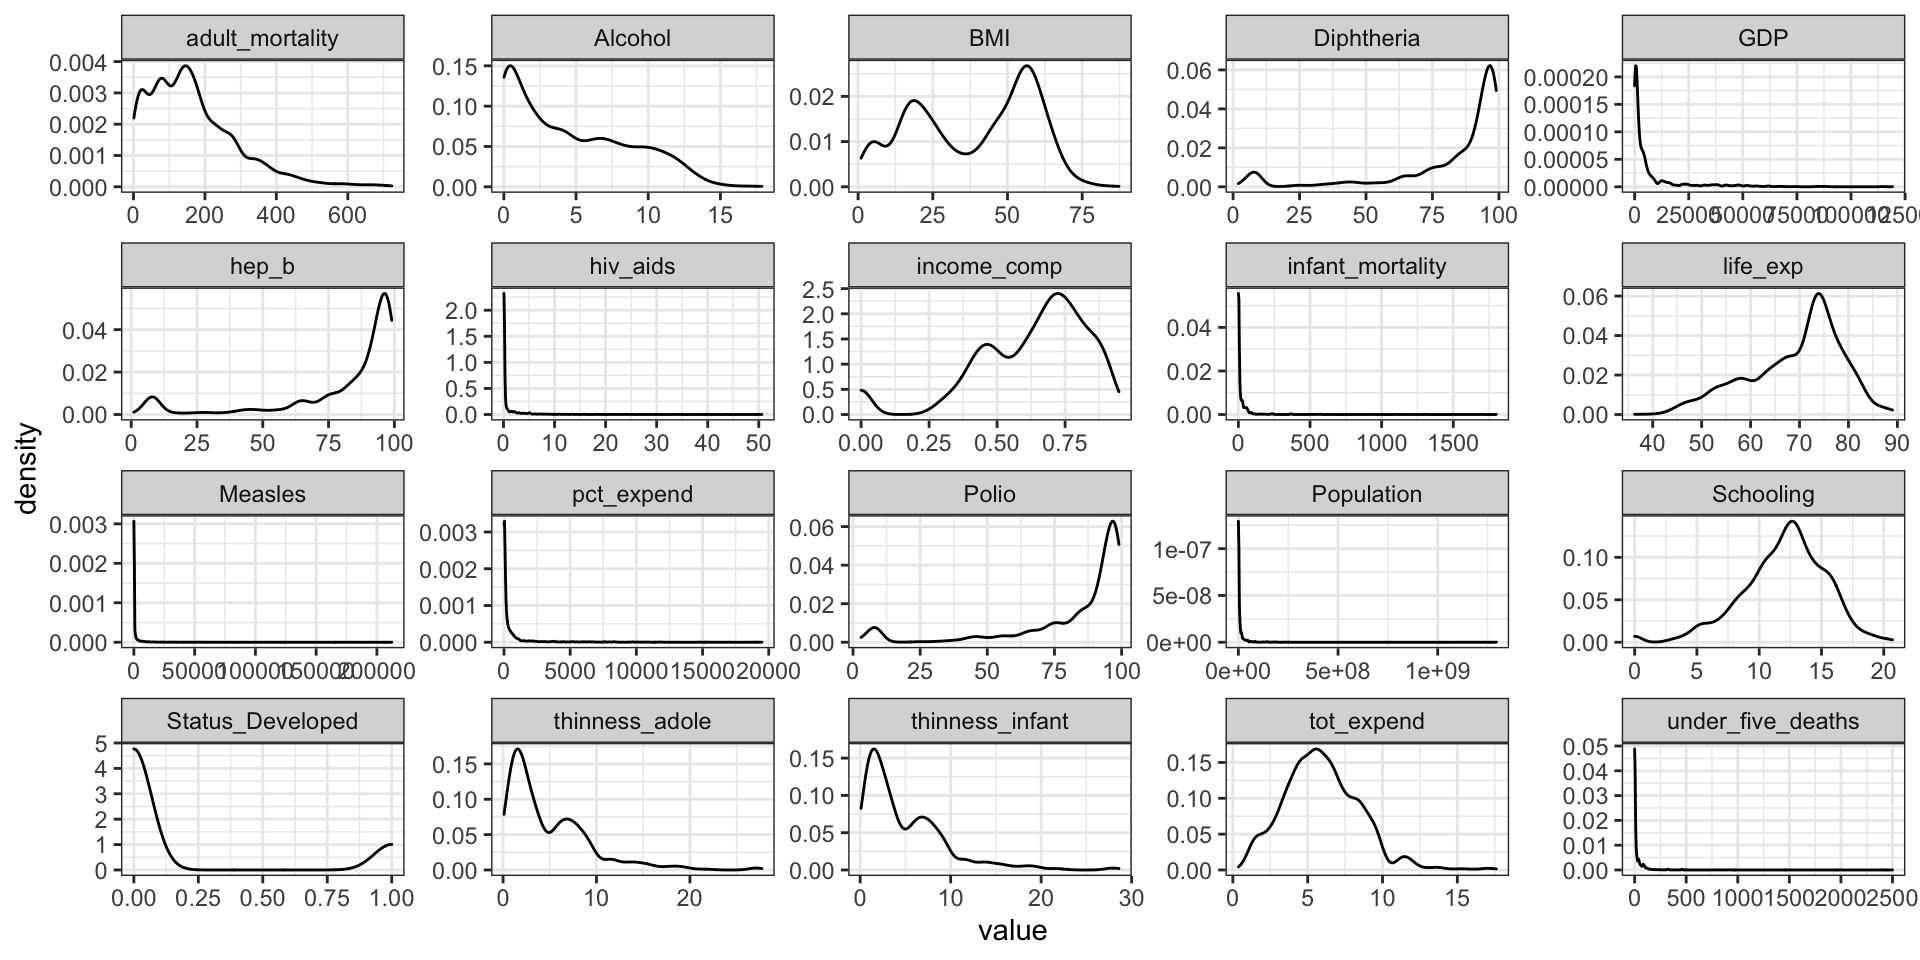 adult_mortality Alcohol BMI Diphtheria GDP
0.004
0.003
0.002
0.001
0.000
0 200 400 600
0.15
0.10
0.05
0.00
0 5 10 15
0.02
0.01
0.00
0 25 50 75
0.06
0.04
0.02
0.00
0 25 50 75 100
0.00020
0.00015
0.00010
0.00005
0.00000
0 25000 50000 75000 100000
hep_b hiv_aids income_comp infant_mortality life_exp
0.04
0.02
0.00
0 25 50 75 100
2.0
1.5
1.0
0.5
0.0
0 10 20 30 40 50
2.5
2.0
1.5
1.0
0.5
0.0
0.00 0.25 0.50 0.75
0.04
0.02
0.00
0 500 1000 1500
0.06
0.04
0.02
0.00
40 50 60 70 80 90
density
Measles pct_expend Polio Population Schooling
0.003
0.002
0.001
0.000
0 50000 100000 150000 200000
0.003
0.002
0.001
0.000
0 5000 10000 15000 20000
0.06
0.04
0.02
0.00
0 25 50 75 100
1e-07
5e-08
0e+00
0e+00 5e+08 1e+09
0.10
0.05
0.00
0 5 10 15 20
Status_Developed thinness_adole thinness_infant tot_expend under_five_deaths
5
4
3
2
1
0
0.00 0.25 0.50 0.75 1.00
0.15
0.10
0.05
0.00
0 10 20
0.15
0.10
0.05
0.00
0 10 20 30
0.15
0.10
0.05
0.00
0 5 10 15
0.05
0.04
0.03
0.02
0.01
0.00
0 500 1000 1500 2000 2500
value